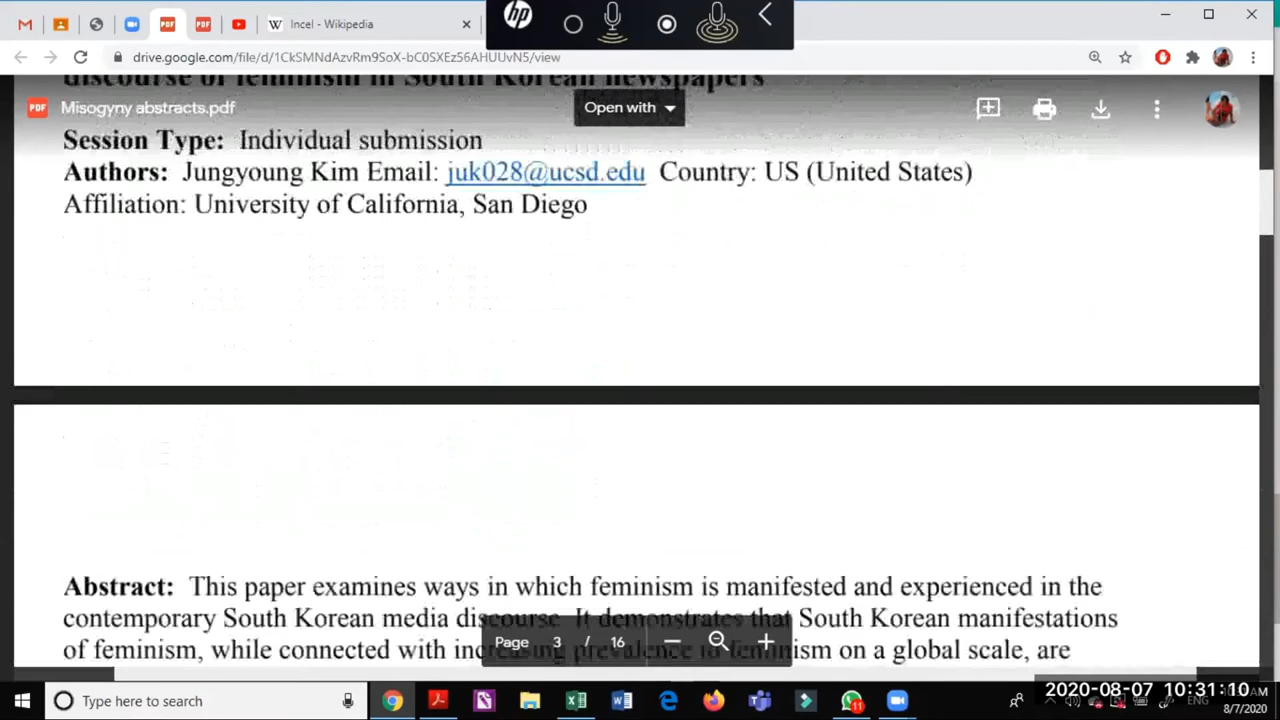 Incel - Wikipedia
drive.google.com/file/d/1CkSMNdAzvRm9SoX-bC0SXEz56AHUUvN5/view
discourse of feminism in South Korean newspapers
PDF Misogyny abstracts.pdf
Open with
Session Type: Individual submission
Authors: Jungyoung Kim Email: juk028@ucsd.edu Country: US (United States)
Affiliation: University of California, San Diego
Abstract: This paper examines ways in which feminism is manifested and experienced in the
contemporary South Korean media discourse. It demonstrates that South Korean manifestations
of feminism, while connected with increasing prevalence of feminism on a global scale, are
Page 3 / 16
Type here to search
11
2020-08-07 10:31:10 AM
ENG
8/7/2020